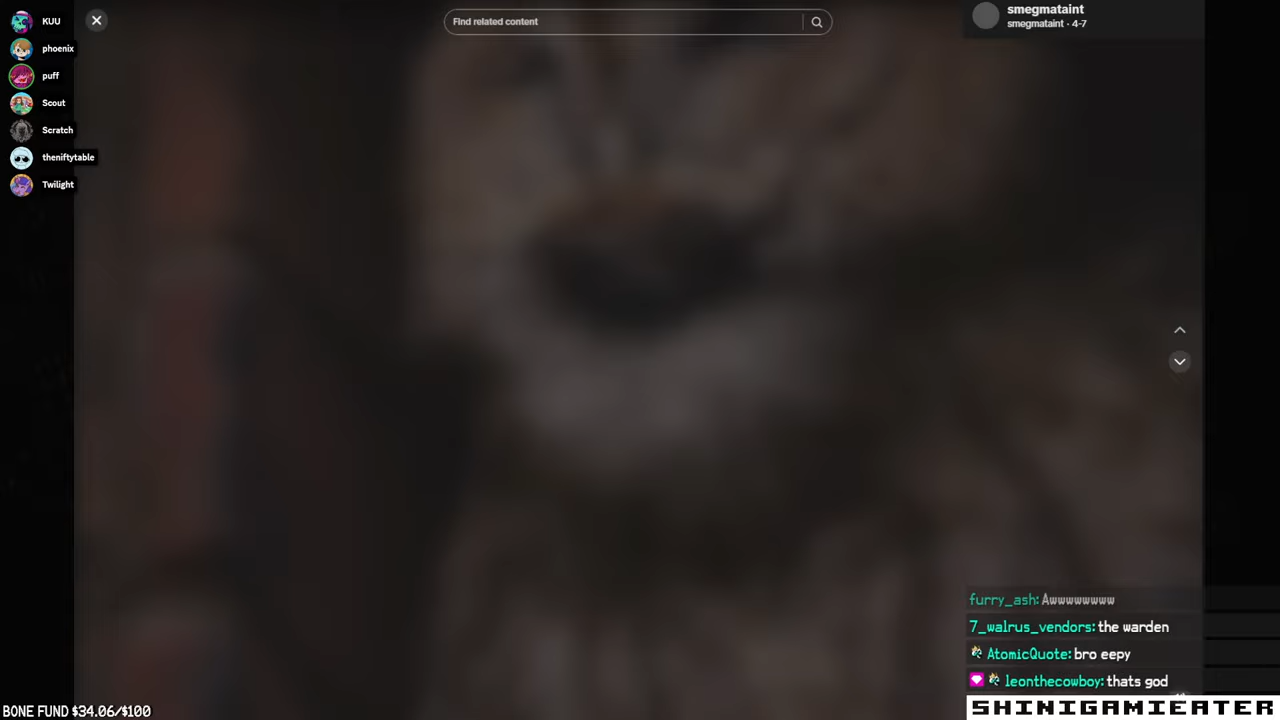 KUU
phoenix
puff
Scout
Scratch
theniftytable
Twilight
Find related content
smegmataint
smegmataint · 4-7
furry_ash: Awwwwwwww
7_walrus_vendors: the warden
AtomicQuote: bro eepy
leonthecowboy: thats god
BONE FUND $34.06/$100
SHINIGAMIEATER